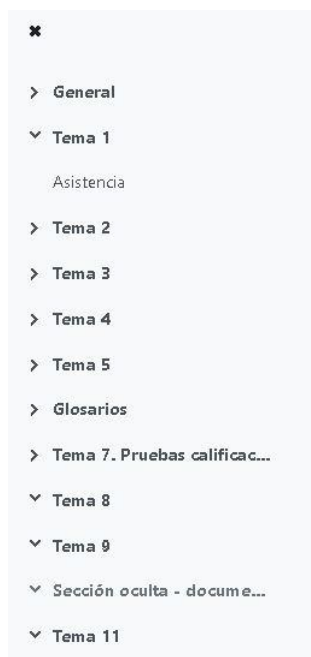 General
Tema 1
Asistencia
Tema 2
Tema 3
Tema 4
Tema 5
Glosarios
Tema 7. Pruebas calificac...
Tema 8
Tema 9
Sección oculta - docume...
Tema 11